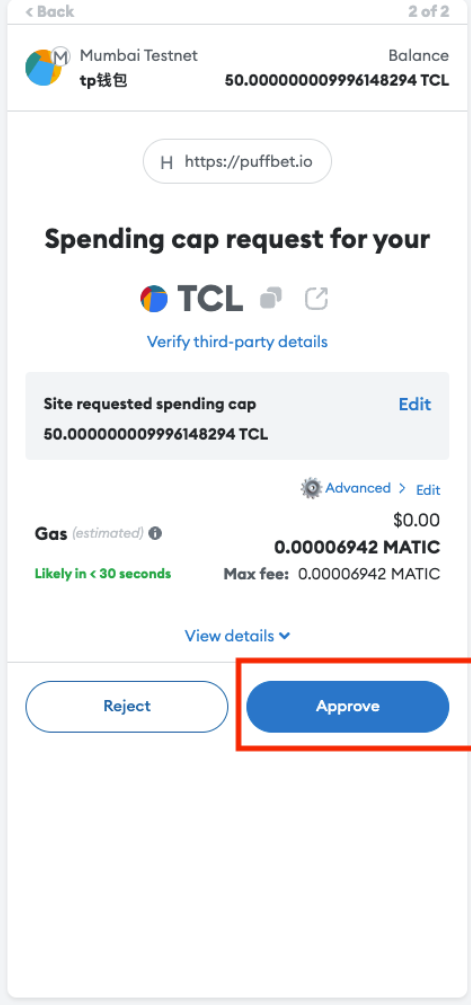 < Back 2 of 2
Mumbai Testnet Balance
tp钱包 50.000000009996148294 TCL
H https://puffbet.io
Spending cap request for your
TCL
Verify third-party details
Site requested spending cap Edit
50.000000009996148294 TCL
Advanced > Edit
$0.00
Gas (estimated) 0.00006942 MATIC
Likely in < 30 seconds Max fee: 0.00006942 MATIC
View details
Reject Approve